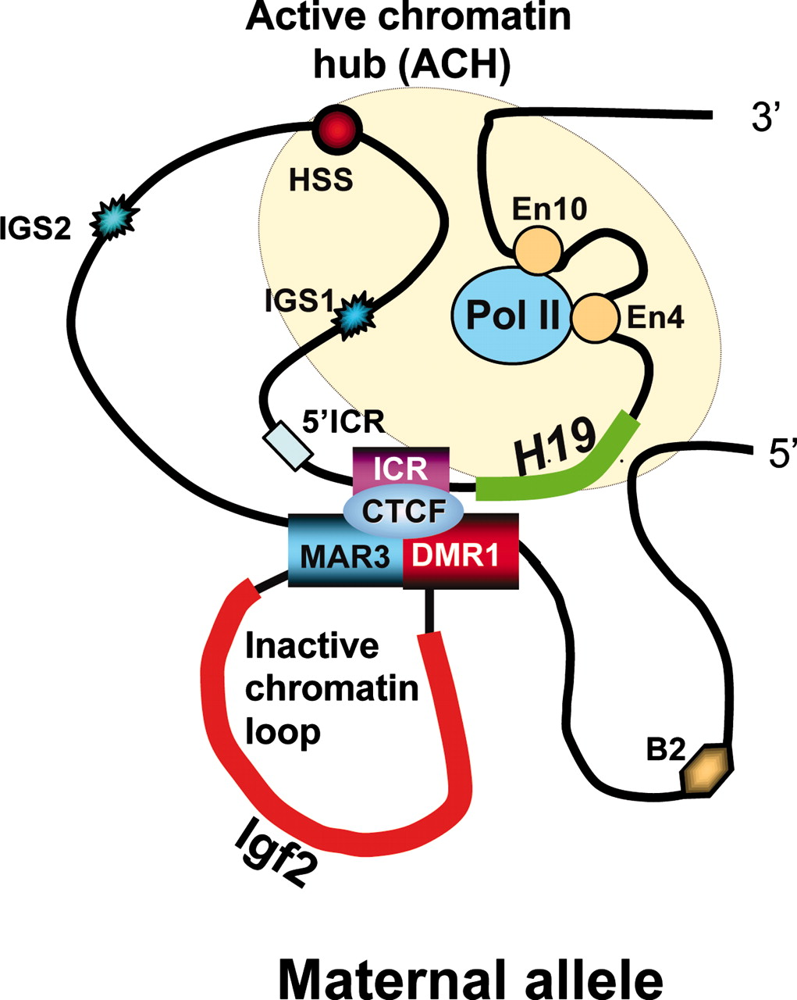 Active chromatin
hub (ACH)
3’
HSS
En10
IGS2
IGS1
Pol II
En4
5’ICR
H19
5’
ICR
CTCF
MAR3
DMR1
Inactive
chromatin
loop
B2
Igf2
Maternal allele